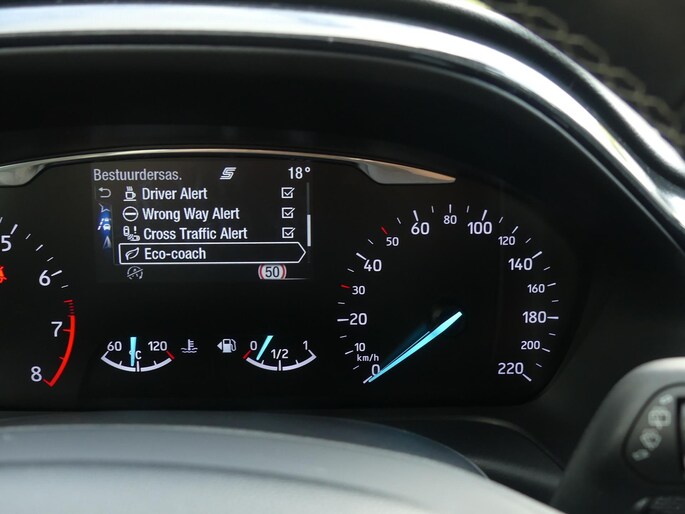 Bestuurdersas. 18°
Driver Alert
Wrong Way Alert
Cross Traffic Alert
Eco-coach
50
5
6
7
8
60 °C 120
0 1/2 1
0
10
20
30
40
50
60
80
100
120
140
160
180
200
220
km/h